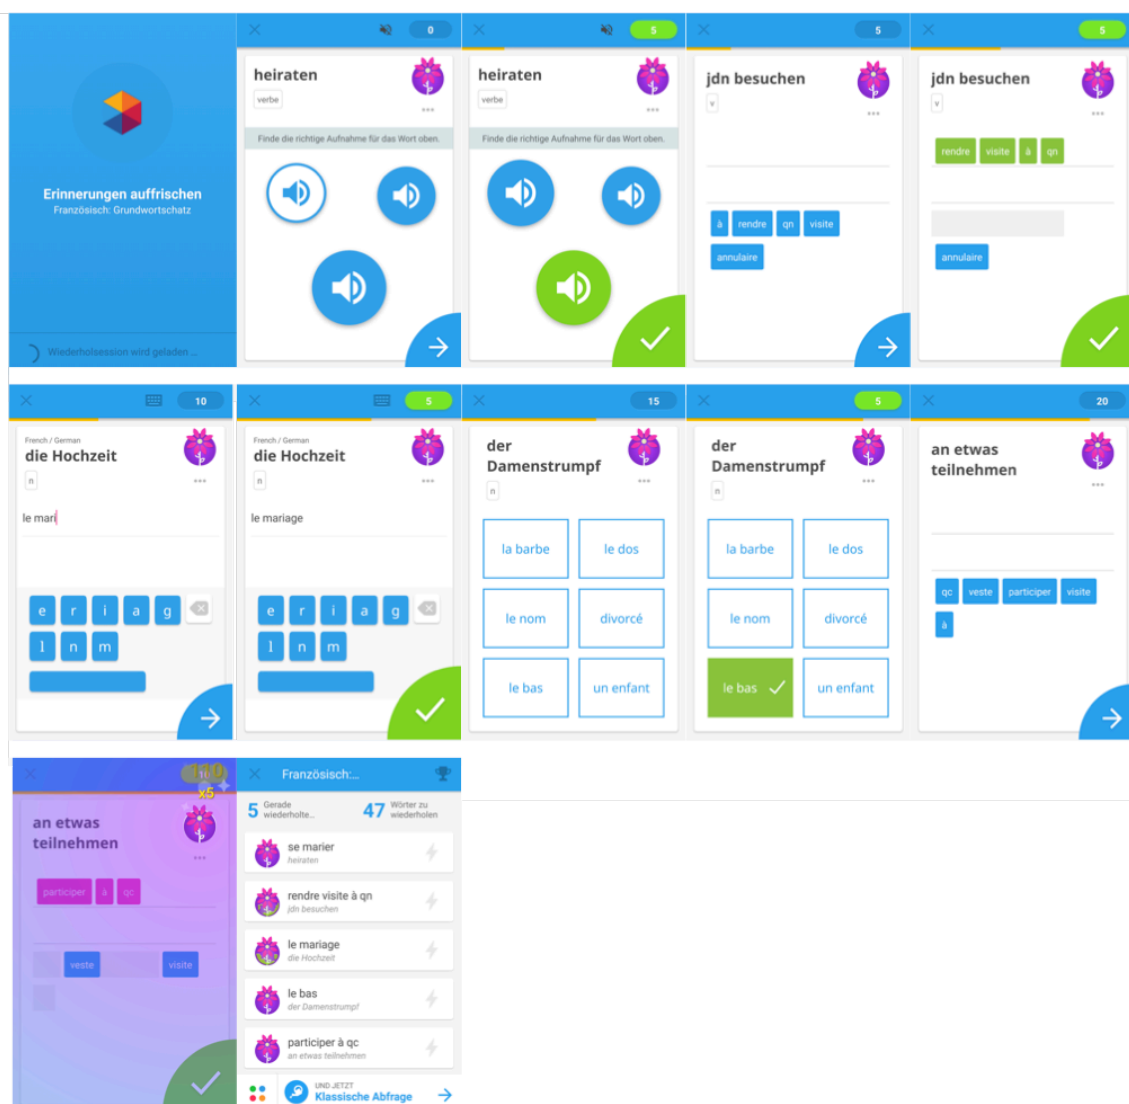 Erinnerungen auffrischen
Französisch: Grundwortschatz
Wiederholsession wird geladen ...
0
heiraten
verbe
Finde die richtige Aufnahme für das Wort oben.
5
heiraten
verbe
Finde die richtige Aufnahme für das Wort oben.
5
jdn besuchen
v
à rendre qn visite
annulaire
5
jdn besuchen
v
rendre visite à qn
annulaire
10
French / German
die Hochzeit
n
le mari
e r i a g
l n m
5
French / German
die Hochzeit
n
le mariage
e r i a g
l n m
15
der
Damenstrumpf
n
la barbe le dos
le nom divorcé
le bas un enfant
5
der
Damenstrumpf
n
la barbe le dos
le nom divorcé
le bas un enfant
20
an etwas
teilnehmen
qc veste participer visite
à
110
x5
an etwas
teilnehmen
participer à qc
veste visite
Französisch:...
5 Gerade
wiederholte...
47 Wörter zu
wiederholen
se marier
heiraten
rendre visite à qn
jdn besuchen
le mariage
die Hochzeit
le bas
der Damenstrumpf
participer à qc
an etwas teilnehmen
UND JETZT
Klassische Abfrage